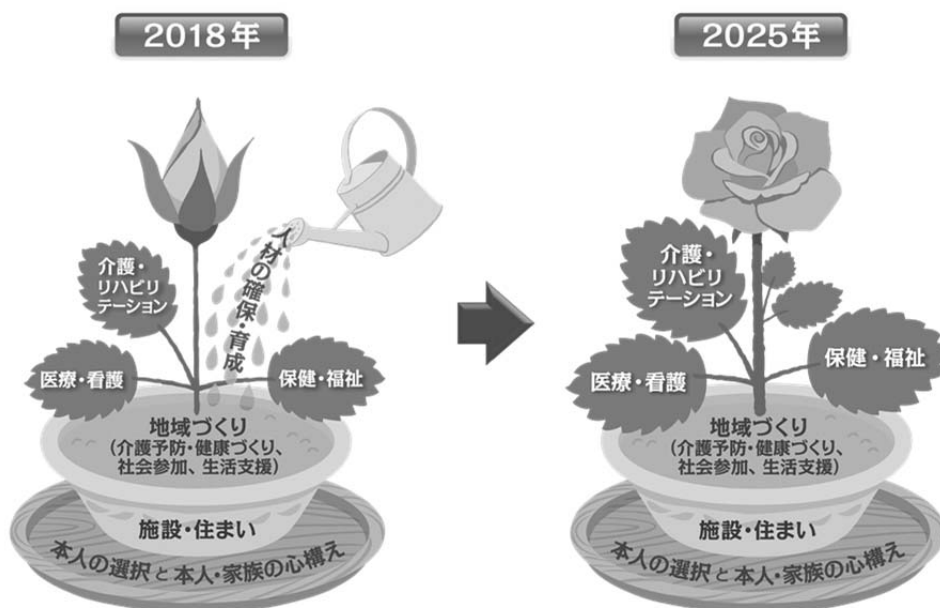 2018年
介護・
リハビリ
テーション
人材の確保・育成
医療・看護
保健・福祉
地域づくり
(介護予防・健康づくり、
社会参加、生活支援)
施設・住まい
本人の選択と本人・家族の心構え
2025年
介護・
リハビリ
テーション
医療・看護
保健・福祉
地域づくり
(介護予防・健康づくり、
社会参加、生活支援)
施設・住まい
本人の選択と本人・家族の心構え